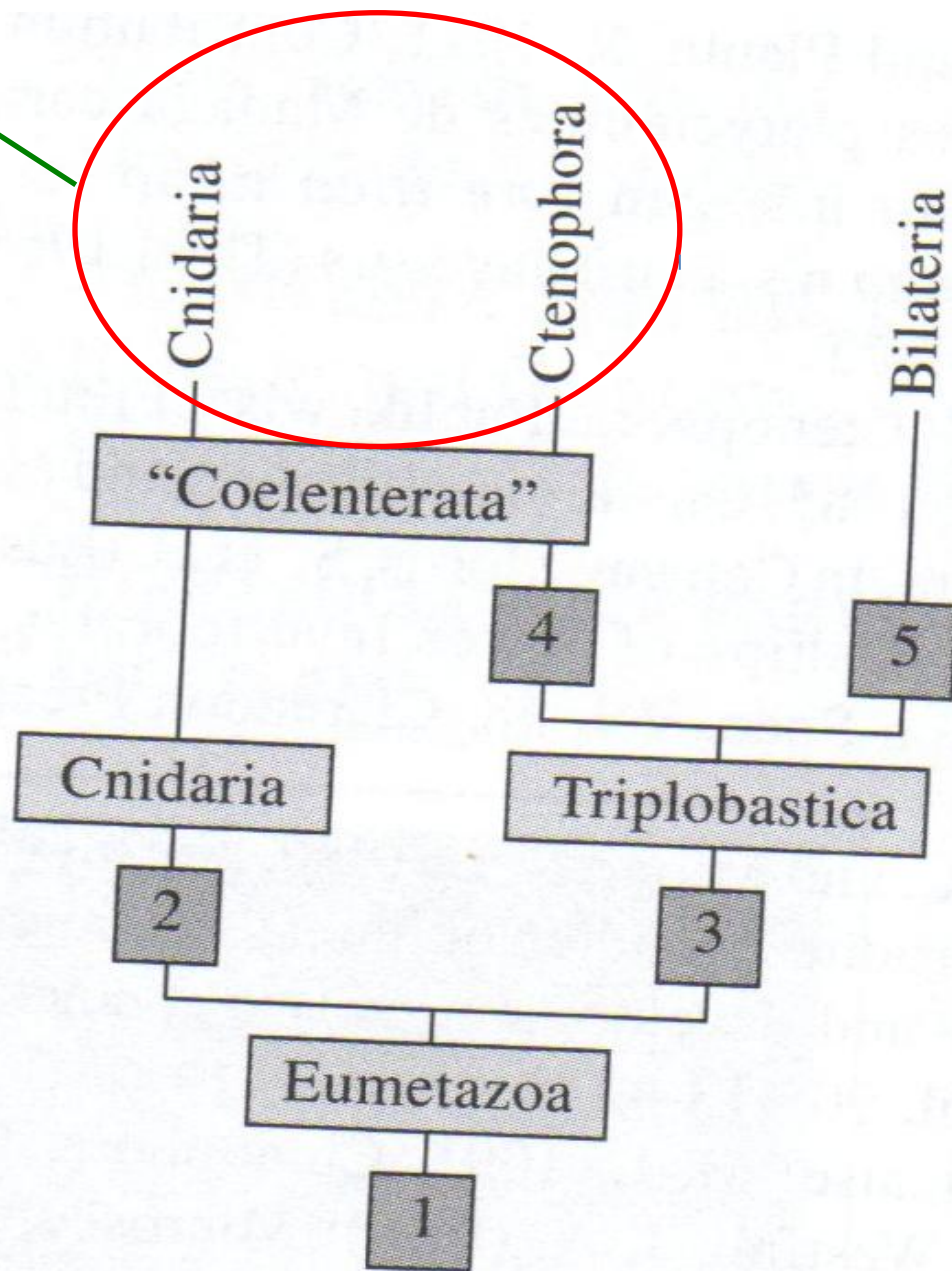 Cnidaria
Ctenophora
Bilateria
“Coelenterata”
4
5
Cnidaria
Triplobastica
2
3
Eumetazoa
1